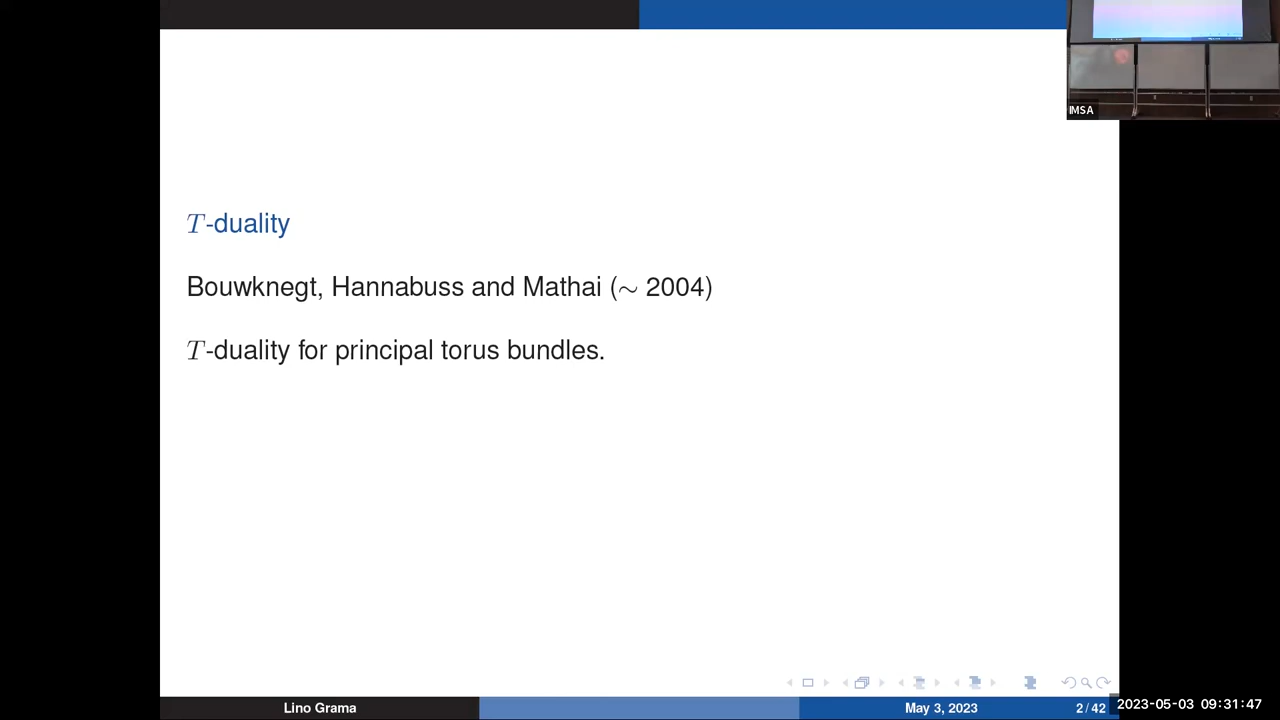 IMSA
T-duality
Bouwknegt, Hannabuss and Mathai (∼ 2004)
T-duality for principal torus bundles.
Lino Grama
May 3, 2023
2 / 42
2023-05-03 09:31:47